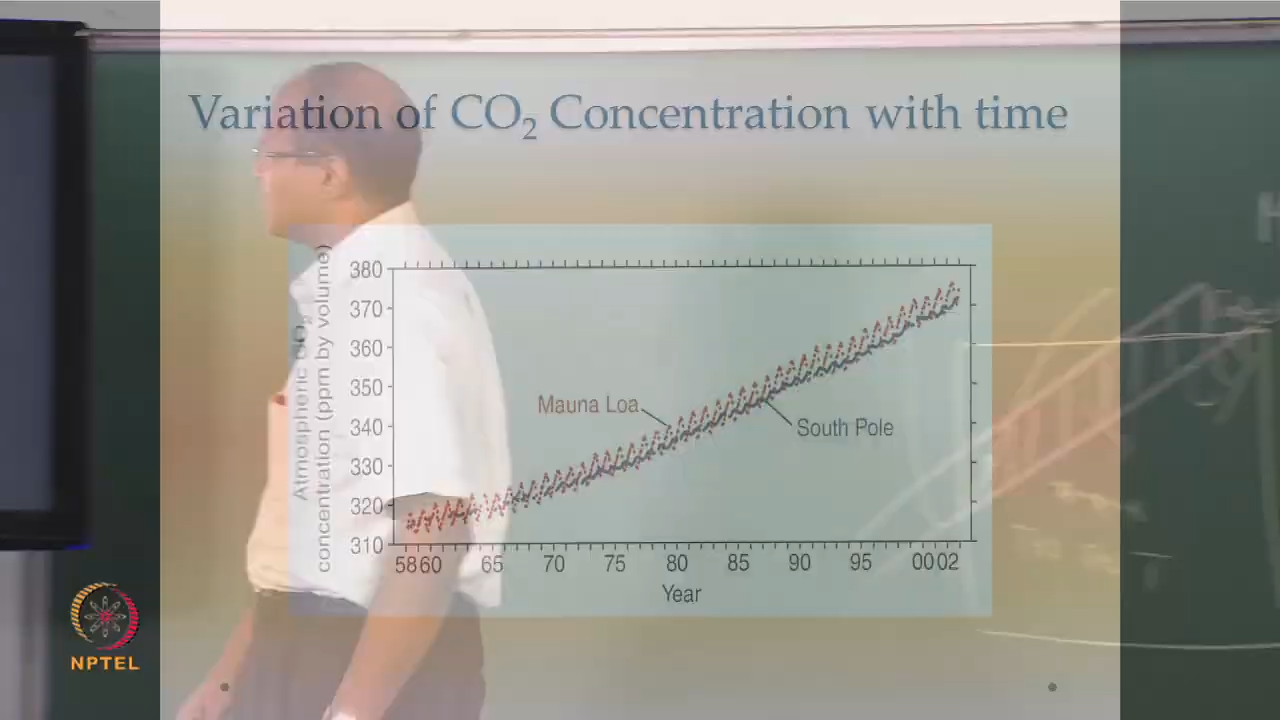 Variation of CO₂ Concentration with time
Atmospheric CO₂
concentration (ppm by volume)
380
370
360
350
340
330
320
310
Mauna Loa
South Pole
58 60 65 70 75 80 85 90 95 00 02
Year
NPTEL